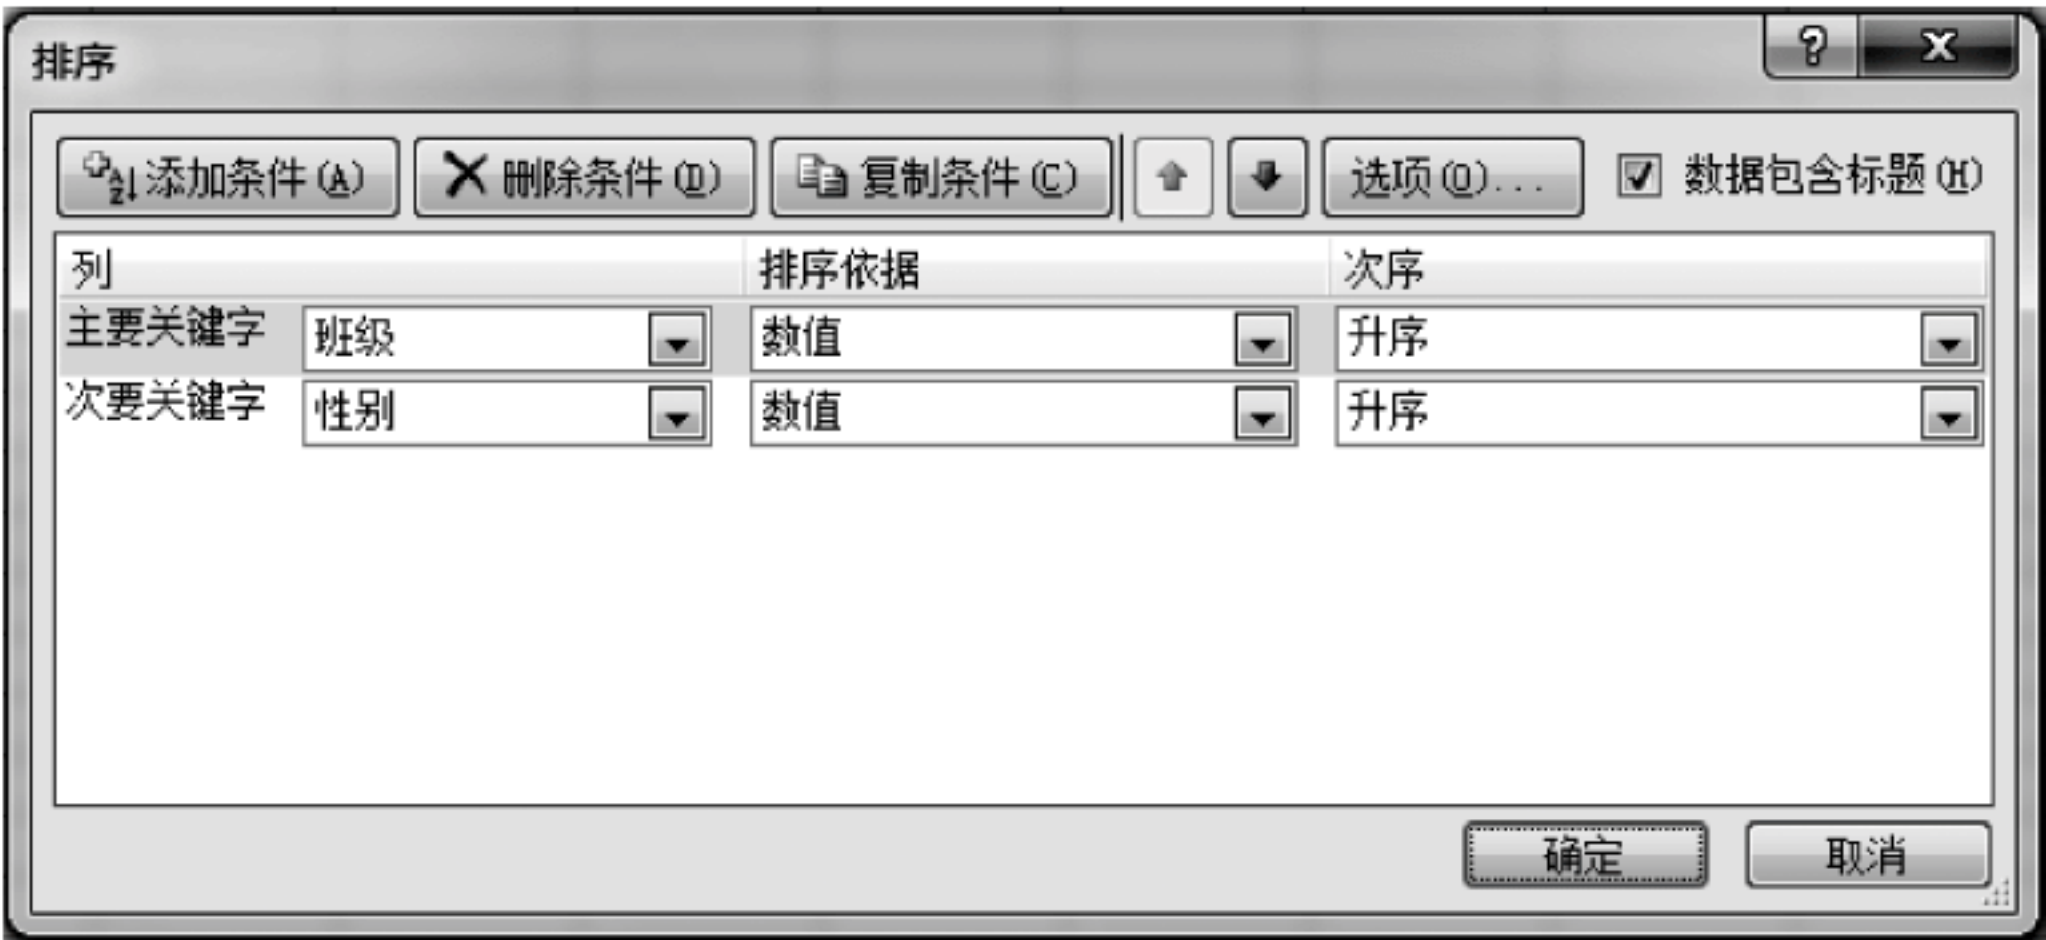 排序
添加条件(A) 删除条件(D) 复制条件(C) 选项(O)... 数据包含标题(H)
列 排序依据 次序
主要关键字 班级 数值 升序
次要关键字 性别 数值 升序
确定 取消